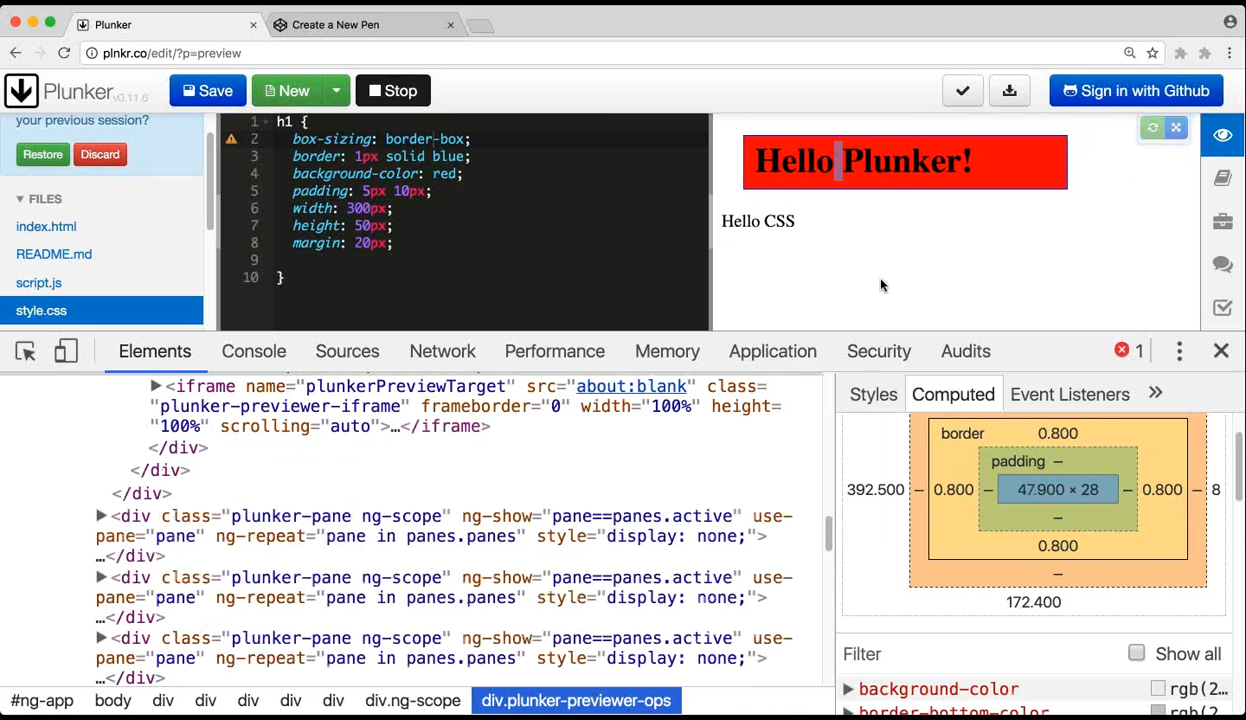 Plunker
Create a New Pen
plnkr.co/edit/?p=preview
Plunker v0.11.6
Save
New
Stop
Sign in with Github
your previous session?
Restore
Discard
FILES
index.html
README.md
script.js
style.css
1 h1 {
2 box-sizing: border-box;
3 border: 1px solid blue;
4 background-color: red;
5 padding: 5px 10px;
6 width: 300px;
7 height: 50px;
8 margin: 20px;
9
10 }
Hello Plunker!
Hello CSS
Elements Console Sources Network Performance Memory Application Security Audits 1
<iframe name="plunkerPreviewTarget" src="about:blank" class=
"plunker-previewer-iframe" frameborder="0" width="100%" height=
"100%" scrolling="auto">…</iframe>
</div>
</div>
</div>
<div class="plunker-pane ng-scope" ng-show="pane==panes.active" use-
pane="pane" ng-repeat="pane in panes.panes" style="display: none;">
…</div>
<div class="plunker-pane ng-scope" ng-show="pane==panes.active" use-
pane="pane" ng-repeat="pane in panes.panes" style="display: none;">
…</div>
<div class="plunker-pane ng-scope" ng-show="pane==panes.active" use-
pane="pane" ng-repeat="pane in panes.panes" style="display: none;">
…</div>
#ng-app body div div div div div div.ng-scope div.plunker-previewer-ops
Styles Computed Event Listeners »
border 0.800
padding –
392.500 – 0.800 – 47.900 × 28 – 0.800 – 8
–
0.800
–
172.400
Filter
Show all
background-color rgb(2…
border-bottom-color rgb(2…